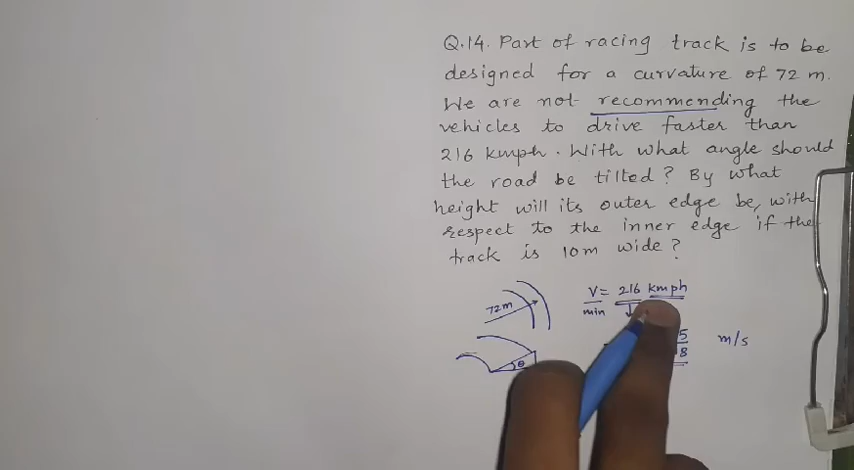 Q.14. Part of racing track is to be
designed for a curvature of 72 m.
We are not recommending the
vehicles to drive faster than
216 kmph. With what angle should
the road be tilted? By what
height will its outer edge be, with
respect to the inner edge if the
track is 10m wide?
72m
V = 216 kmph
min
5
18 m/s
θ